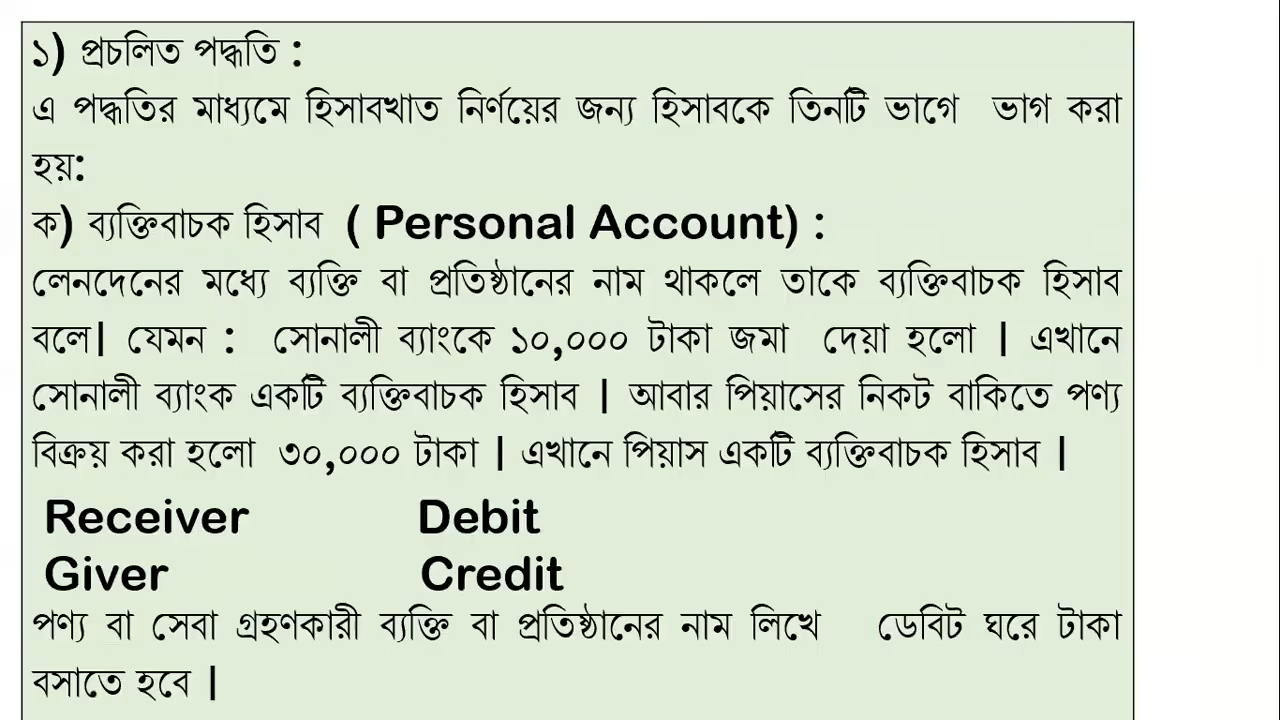 ১) প্রচলিত পদ্ধতি :
এ পদ্ধতির মাধ্যমে হিসাবখাত নির্ণয়ের জন্য হিসাবকে তিনটি ভাগে ভাগ করা
হয়:
ক) ব্যক্তিবাচক হিসাব ( Personal Account) :
লেনদেনের মধ্যে ব্যক্তি বা প্রতিষ্ঠানের নাম থাকলে তাকে ব্যক্তিবাচক হিসাব
বলে| যেমন : সোনালী ব্যাংকে ১০,০০০ টাকা জমা দেয়া হলো | এখানে
সোনালী ব্যাংক একটি ব্যক্তিবাচক হিসাব | আবার পিয়াসের নিকট বাকিতে পণ্য
বিক্রয় করা হলো ৩০,০০০ টাকা | এখানে পিয়াস একটি ব্যক্তিবাচক হিসাব |
Receiver Debit
Giver Credit
পণ্য বা সেবা গ্রহণকারী ব্যক্তি বা প্রতিষ্ঠানের নাম লিখে ডেবিট ঘরে টাকা
বসাতে হবে |